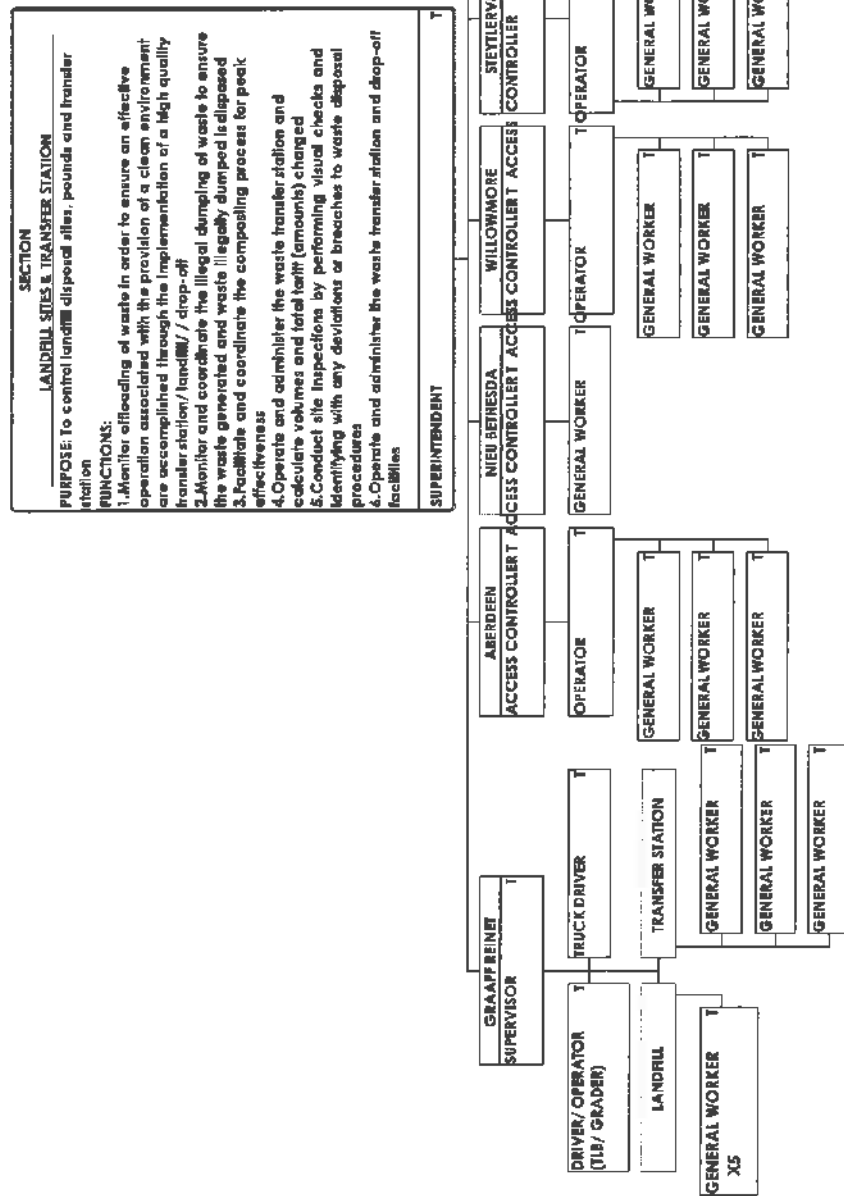 SECTION
LANDFILL SITES & TRANSFER STATION
PURPOSE: To control landfill disposal sites, pounds and transfer
station
FUNCTIONS:
1.Monitor offloading of waste in order to ensure an effective
operation associated with the provision of a clean environment
are accomplished through the implementation of a high quality
transfer station/ landfill/ / drop-off
2.Monitor and coordinate the illegal dumping of waste to ensure
the waste generated and waste illegally dumped is disposed
3.Facilitate and coordinate the composting process for peak
effectiveness
4.Operate and administer the waste transfer station and
calculate volumes and total tariff (amounts) charged
5.Conduct site inspections by performing visual checks and
identifying with any deviations or breaches to waste disposal
procedures
6.Operate and administer the waste transfer station and drop-off
facilities
SUPERINTENDENT T
GRAAFF REINET
SUPERVISOR T
DRIVER/ OPERATOR T
(TLB/ GRADER)
TRUCK DRIVER T
LANDFILL
TRANSFER STATION
GENERAL WORKER T
X5
GENERAL WORKER T
GENERAL WORKER T
GENERAL WORKER T
ABERDEEN
ACCESS CONTROLLER T
OPERATOR T
GENERAL WORKER T
GENERAL WORKER T
GENERAL WORKER T
NIEU BETHESDA
ACCESS CONTROLLER T
GENERAL WORKER T
WILLOWMORE
ACCESS CONTROLLER T
OPERATOR T
GENERAL WORKER T
GENERAL WORKER T
GENERAL WORKER T
STEYTLERV
ACCESS CONTROLLER
OPERATOR
GENERAL
GENERAL
GENERAL